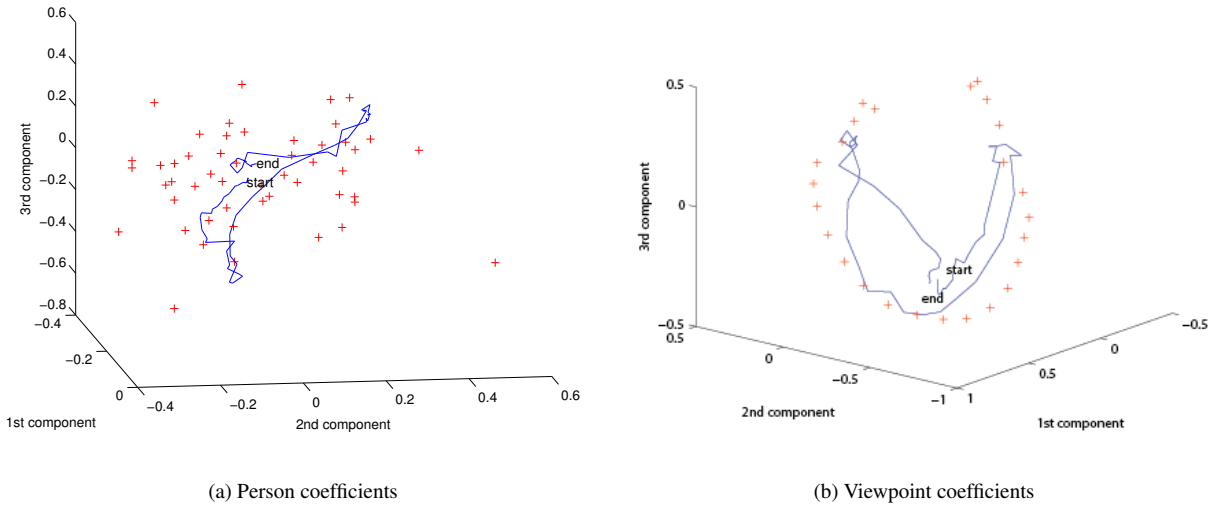 0.6
0.4
0.2
0
−0.2
−0.4
−0.6
−0.8
3rd component
end
start
−0.4
−0.2
0
1st component
−0.4
−0.2
0
0.2
0.4
0.6
2nd component
(a) Person coefficients
0.5
0
−0.5
3rd component
start
end
0.5
0
−0.5
−1
2nd component
1
0.5
0
−0.5
1st component
(b) Viewpoint coefficients